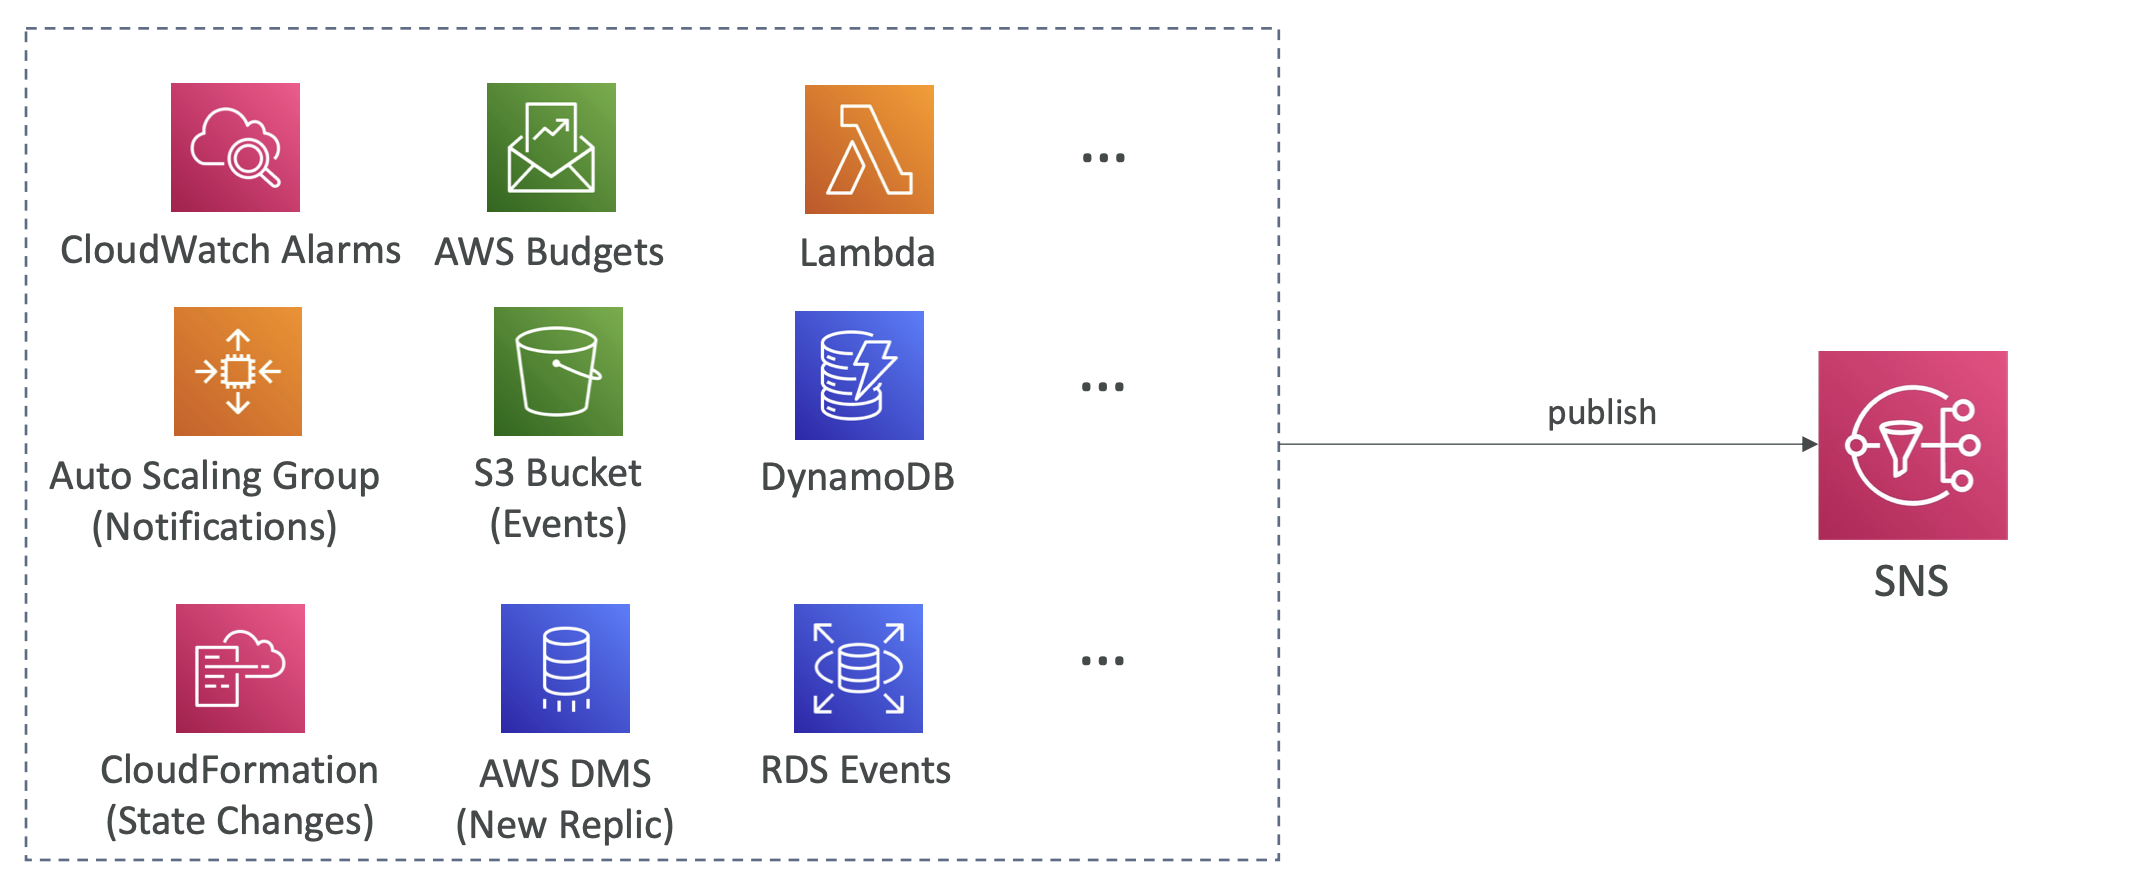 CloudWatch Alarms
AWS Budgets
Lambda
...
Auto Scaling Group
(Notifications)
S3 Bucket
(Events)
DynamoDB
...
publish
SNS
CloudFormation
(State Changes)
AWS DMS
(New Replic)
RDS Events
...